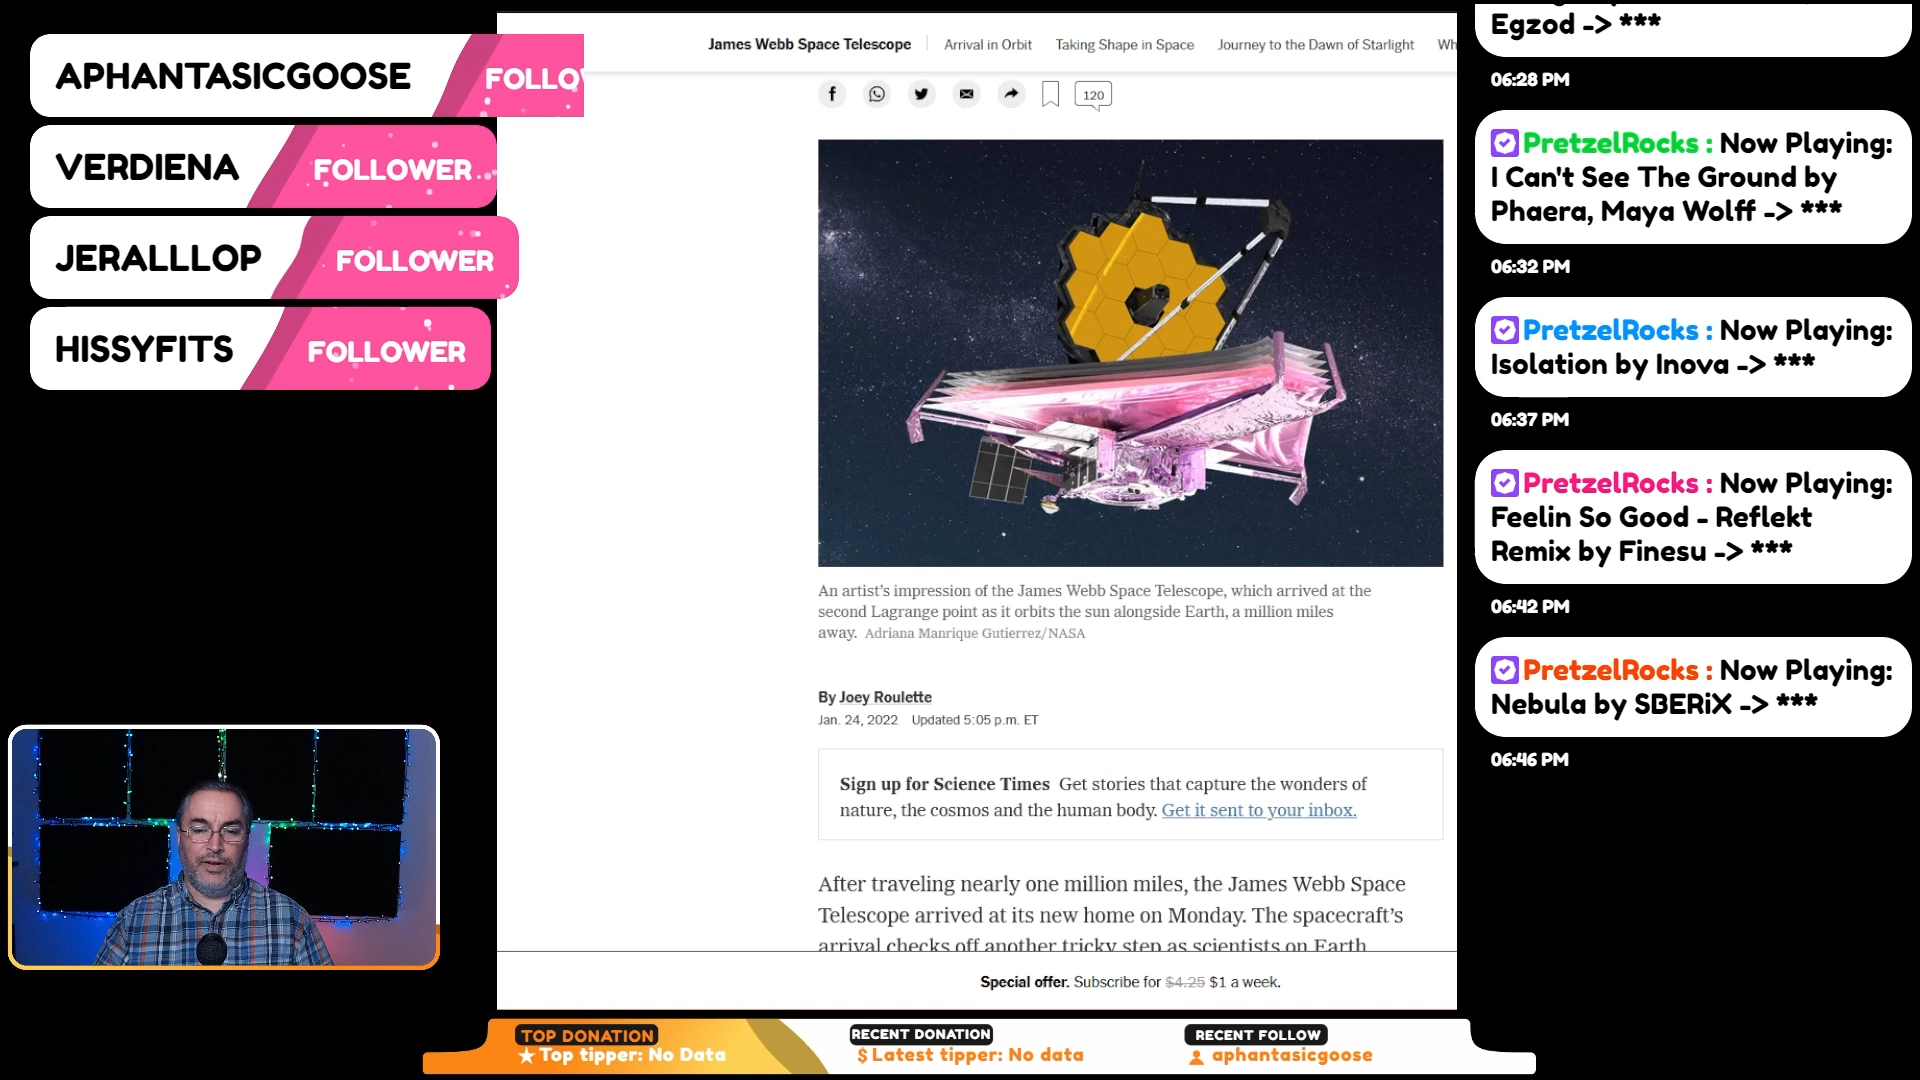 APHANTASICGOOSE
FOLLO
VERDIENA
FOLLOWER
JERALLLOP
FOLLOWER
HISSYFITS
FOLLOWER
James Webb Space Telescope
Arrival in Orbit
Taking Shape in Space
Journey to the Dawn of Starlight
Wh
120
An artist's impression of the James Webb Space Telescope, which arrived at the
second Lagrange point as it orbits the sun alongside Earth, a million miles
away. Adriana Manrique Gutierrez/NASA
By Joey Roulette
Jan. 24, 2022 Updated 5:05 p.m. ET
Sign up for Science Times Get stories that capture the wonders of
nature, the cosmos and the human body. Get it sent to your inbox.
After traveling nearly one million miles, the James Webb Space
Telescope arrived at its new home on Monday. The spacecraft's
arrival checks off another tricky step as scientists on Earth
Special offer. Subscribe for $4.25 $1 a week.
Egzod -> ***
06:28 PM
PretzelRocks : Now Playing:
I Can't See The Ground by
Phaera, Maya Wolff -> ***
06:32 PM
PretzelRocks : Now Playing:
Isolation by Inova -> ***
06:37 PM
PretzelRocks : Now Playing:
Feelin So Good - Reflekt
Remix by Finesu -> ***
06:42 PM
PretzelRocks : Now Playing:
Nebula by SBERiX -> ***
06:46 PM
TOP DONATION
Top tipper: No Data
RECENT DONATION
$ Latest tipper: No data
RECENT FOLLOW
aphantasicgoose